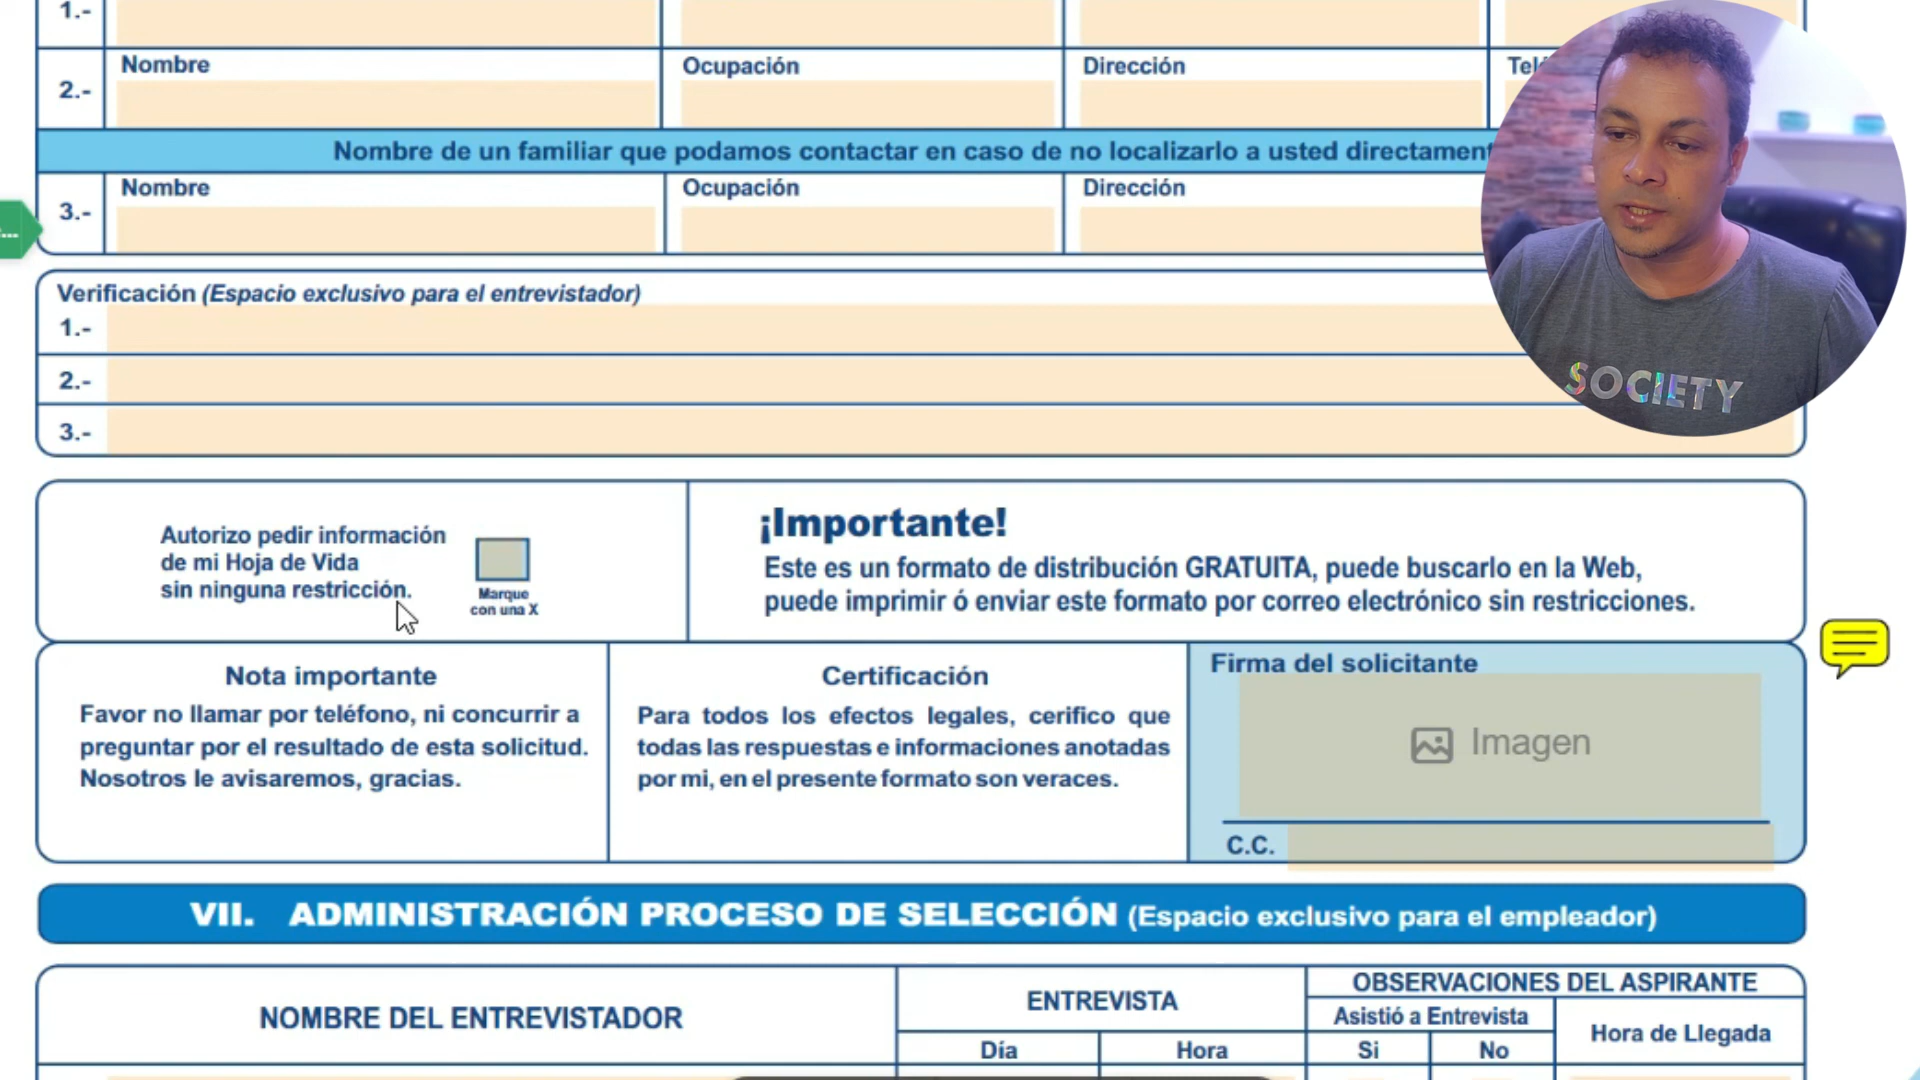 1.-
Nombre Ocupación Dirección
2.-
Nombre de un familiar que podamos contactar en caso de no localizarlo a usted
Nombre Ocupación Dirección
3.-
Verificación (Espacio exclusivo para el entrevistador)
1.-
2.-
3.-
Autorizo pedir información
de mi Hoja de Vida
sin ninguna restricción.
Marque
con una X
¡Importante!
Este es un formato de distribución GRATUITA, puede buscarlo en la Web,
puede imprimir ó enviar este formato por correo electrónico sin restricciones.
Nota importante
Favor no llamar por teléfono, ni concurrir a
preguntar por el resultado de esta solicitud.
Nosotros le avisaremos, gracias.
Certificación
Para todos los efectos legales, cerifico que
todas las respuestas e informaciones anotadas
por mi, en el presente formato son veraces.
Firma del solicitante
Imagen
C.C.
VII. ADMINISTRACIÓN PROCESO DE SELECCIÓN (Espacio exclusivo para el empleador)
NOMBRE DEL ENTREVISTADOR
ENTREVISTA
Día Hora
OBSERVACIONES DEL ASPIRANTE
Asistió a Entrevista
Si No
Hora de Llegada
SOCIETY